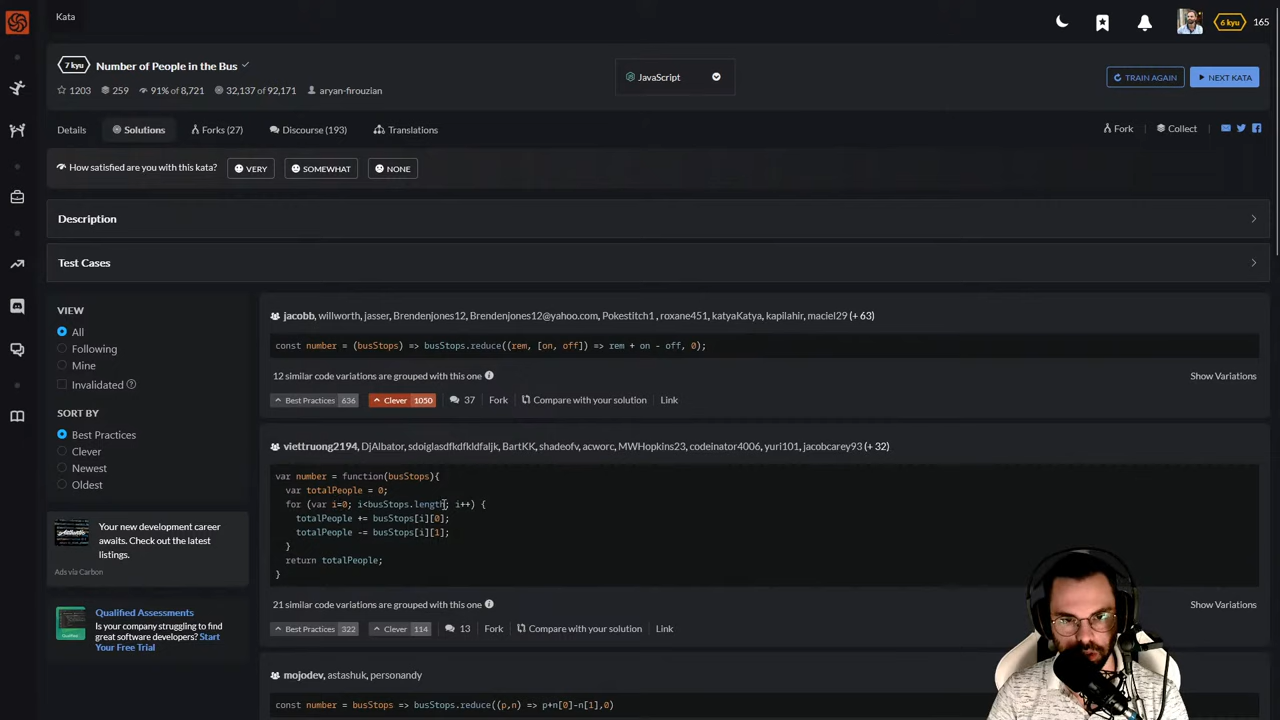 Kata
6 kyu 165
7 kyu Number of People in the Bus
JavaScript
TRAIN AGAIN NEXT KATA
1203 259 91% of 8,721 32,137 of 92,171 aryan-firouzian
Details Solutions Forks (27) Discourse (193) Translations Fork Collect
How satisfied are you with this kata? VERY SOMEWHAT NONE
Description
Test Cases
VIEW
All
Following
Mine
Invalidated
SORT BY
Best Practices
Clever
Newest
Oldest
Your new development career
awaits. Check out the latest
listings.
Ads via Carbon
Qualified Assessments
Is your company struggling to find
great software developers? Start
Your Free Trial
jacobb, willworth, jasser, Brendenjones12, Brendenjones12@yahoo.com, Pokestitch1 , roxane451, katyaKatya, kapilahir, maciel29 (+ 63)
const number = (busStops) => busStops.reduce((rem, [on, off]) => rem + on - off, 0);
12 similar code variations are grouped with this one Show Variations
Best Practices 636 Clever 1050 37 Fork Compare with your solution Link
viettruong2194, DjAlbator, sdoiglasdfkdfkldfaljk, BartKK, shadeofv, acworc, MWHopkins23, codeinator4006, yuri101, jacobcarey93 (+ 32)
var number = function(busStops){
var totalPeople = 0;
for (var i=0; i<busStops.length; i++) {
totalPeople += busStops[i][0];
totalPeople -= busStops[i][1];
}
return totalPeople;
}
21 similar code variations are grouped with this one Show Variations
Best Practices 322 Clever 114 13 Fork Compare with your solution Link
mojodev, astashuk, personandy
const number = busStops => busStops.reduce((p,n) => p+n[0]-n[1],0)